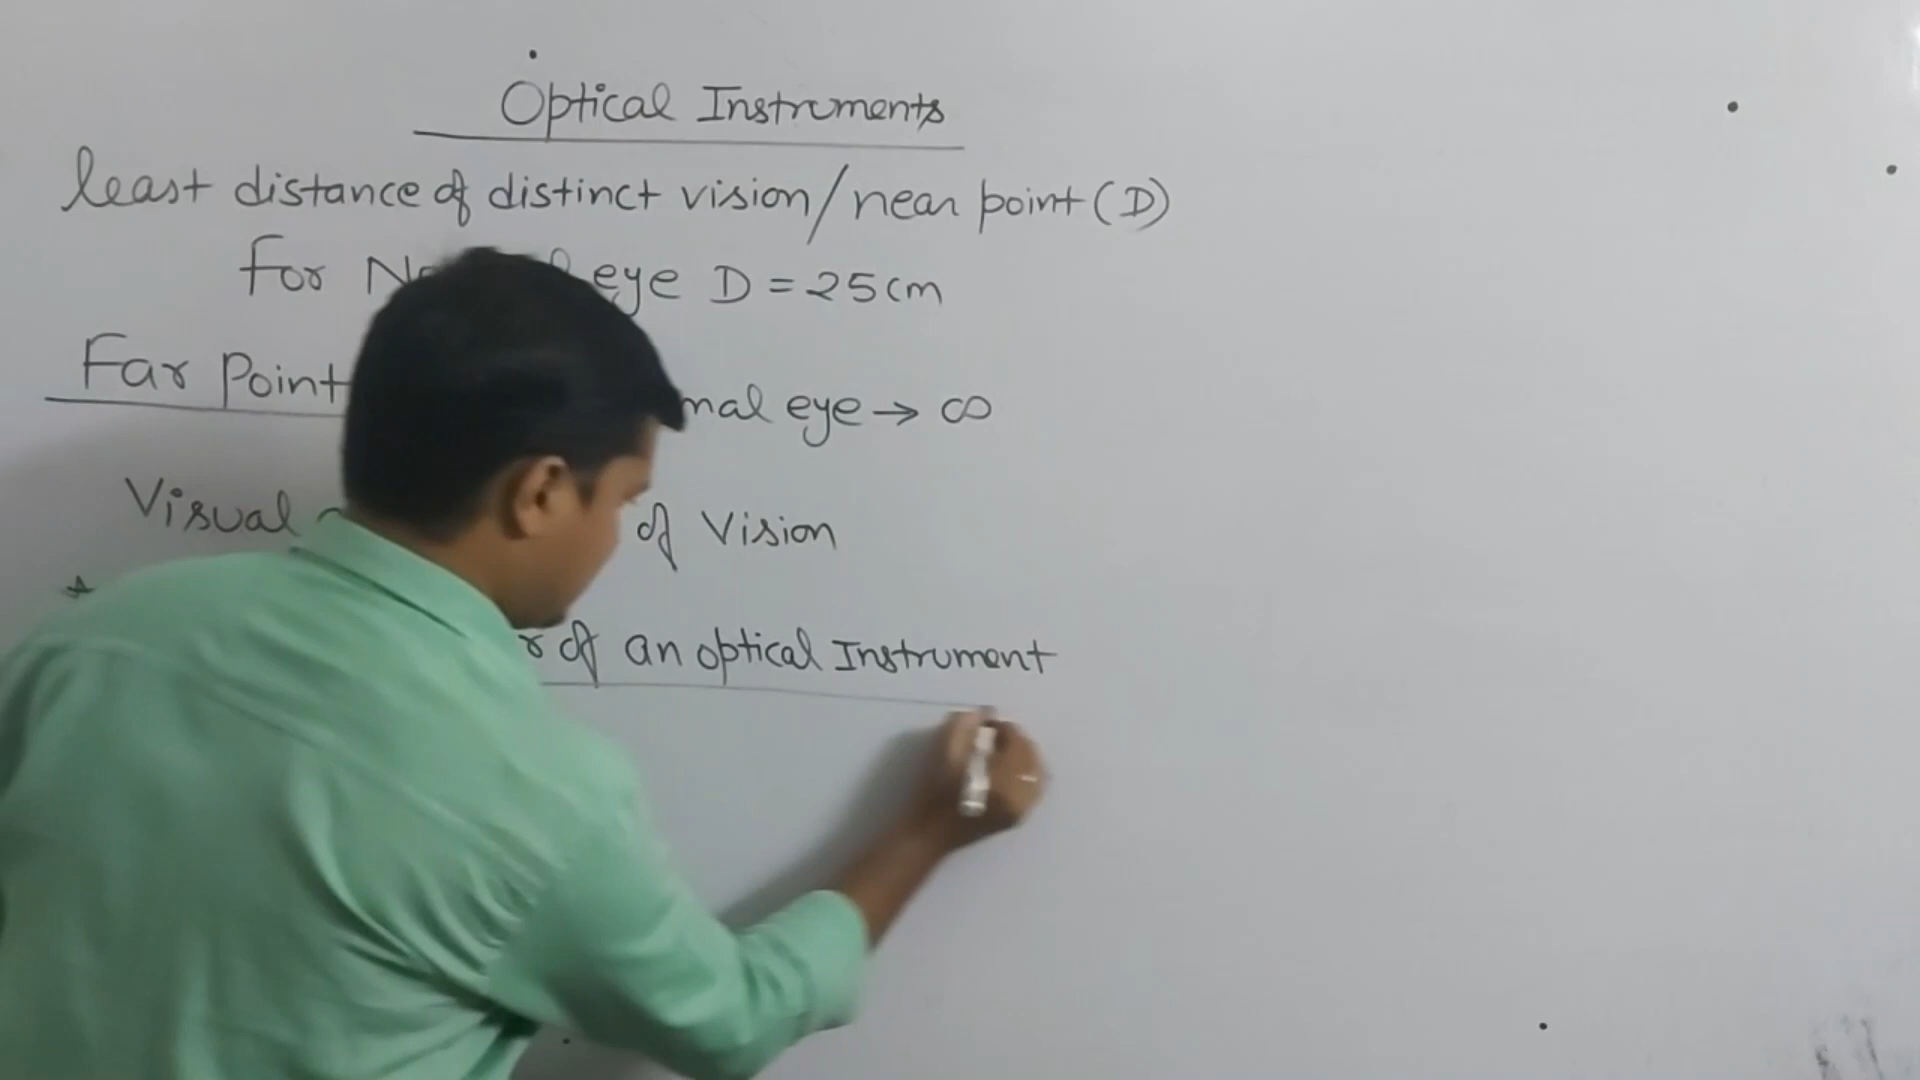 Optical Instruments
least distance of distinct vision/near point (D)
For eye D = 25cm
Far Point eye → ∞
Visual of Vision
of an optical Instrument